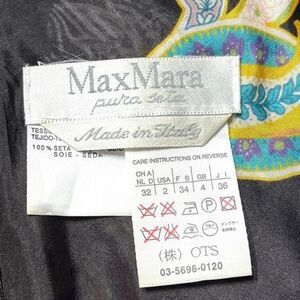 MaxMara
pura seta
Made in Italy
TESS
TEJIDO-T
100% SETA
SOIE - SEDA
CARE INSTRUCTIONS ON REVERSE
CH A NL D USA F B GB I J
32 2 34 4 36
(株) OTS
03-5696-0120